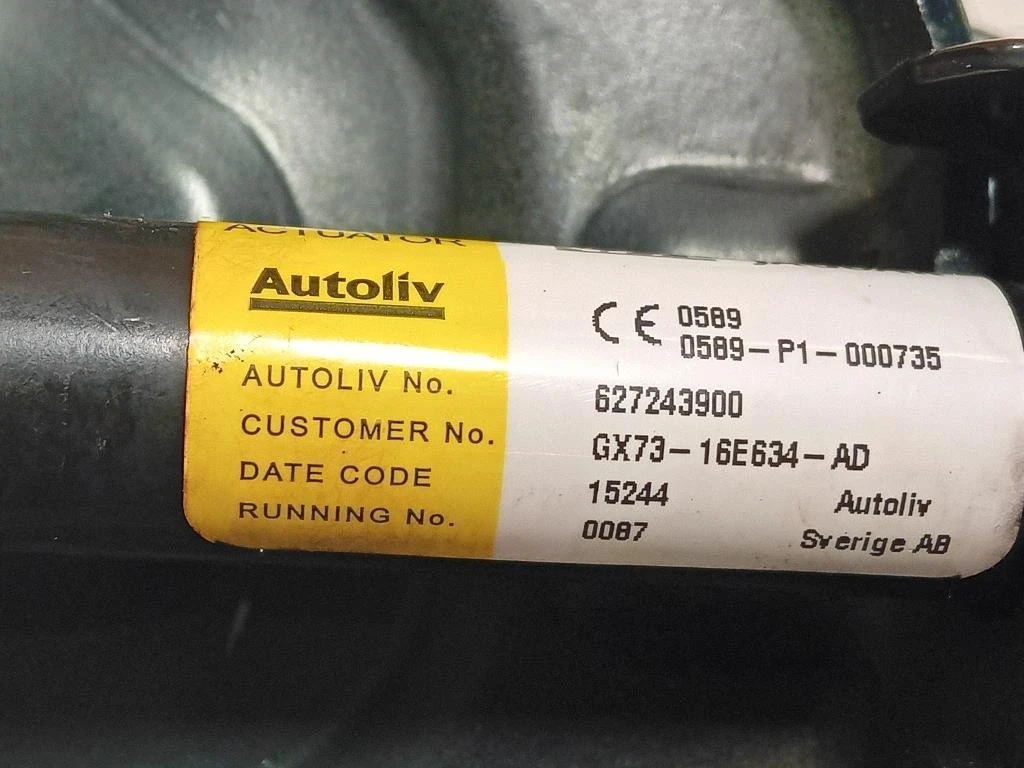 ACTUATOR
Autoliv
CE 0589
0589-P1-000735
AUTOLIV No. 627243900
CUSTOMER No. GX73-16E634-AD
DATE CODE 15244 Autoliv
RUNNING No. 0087 Sverige AB